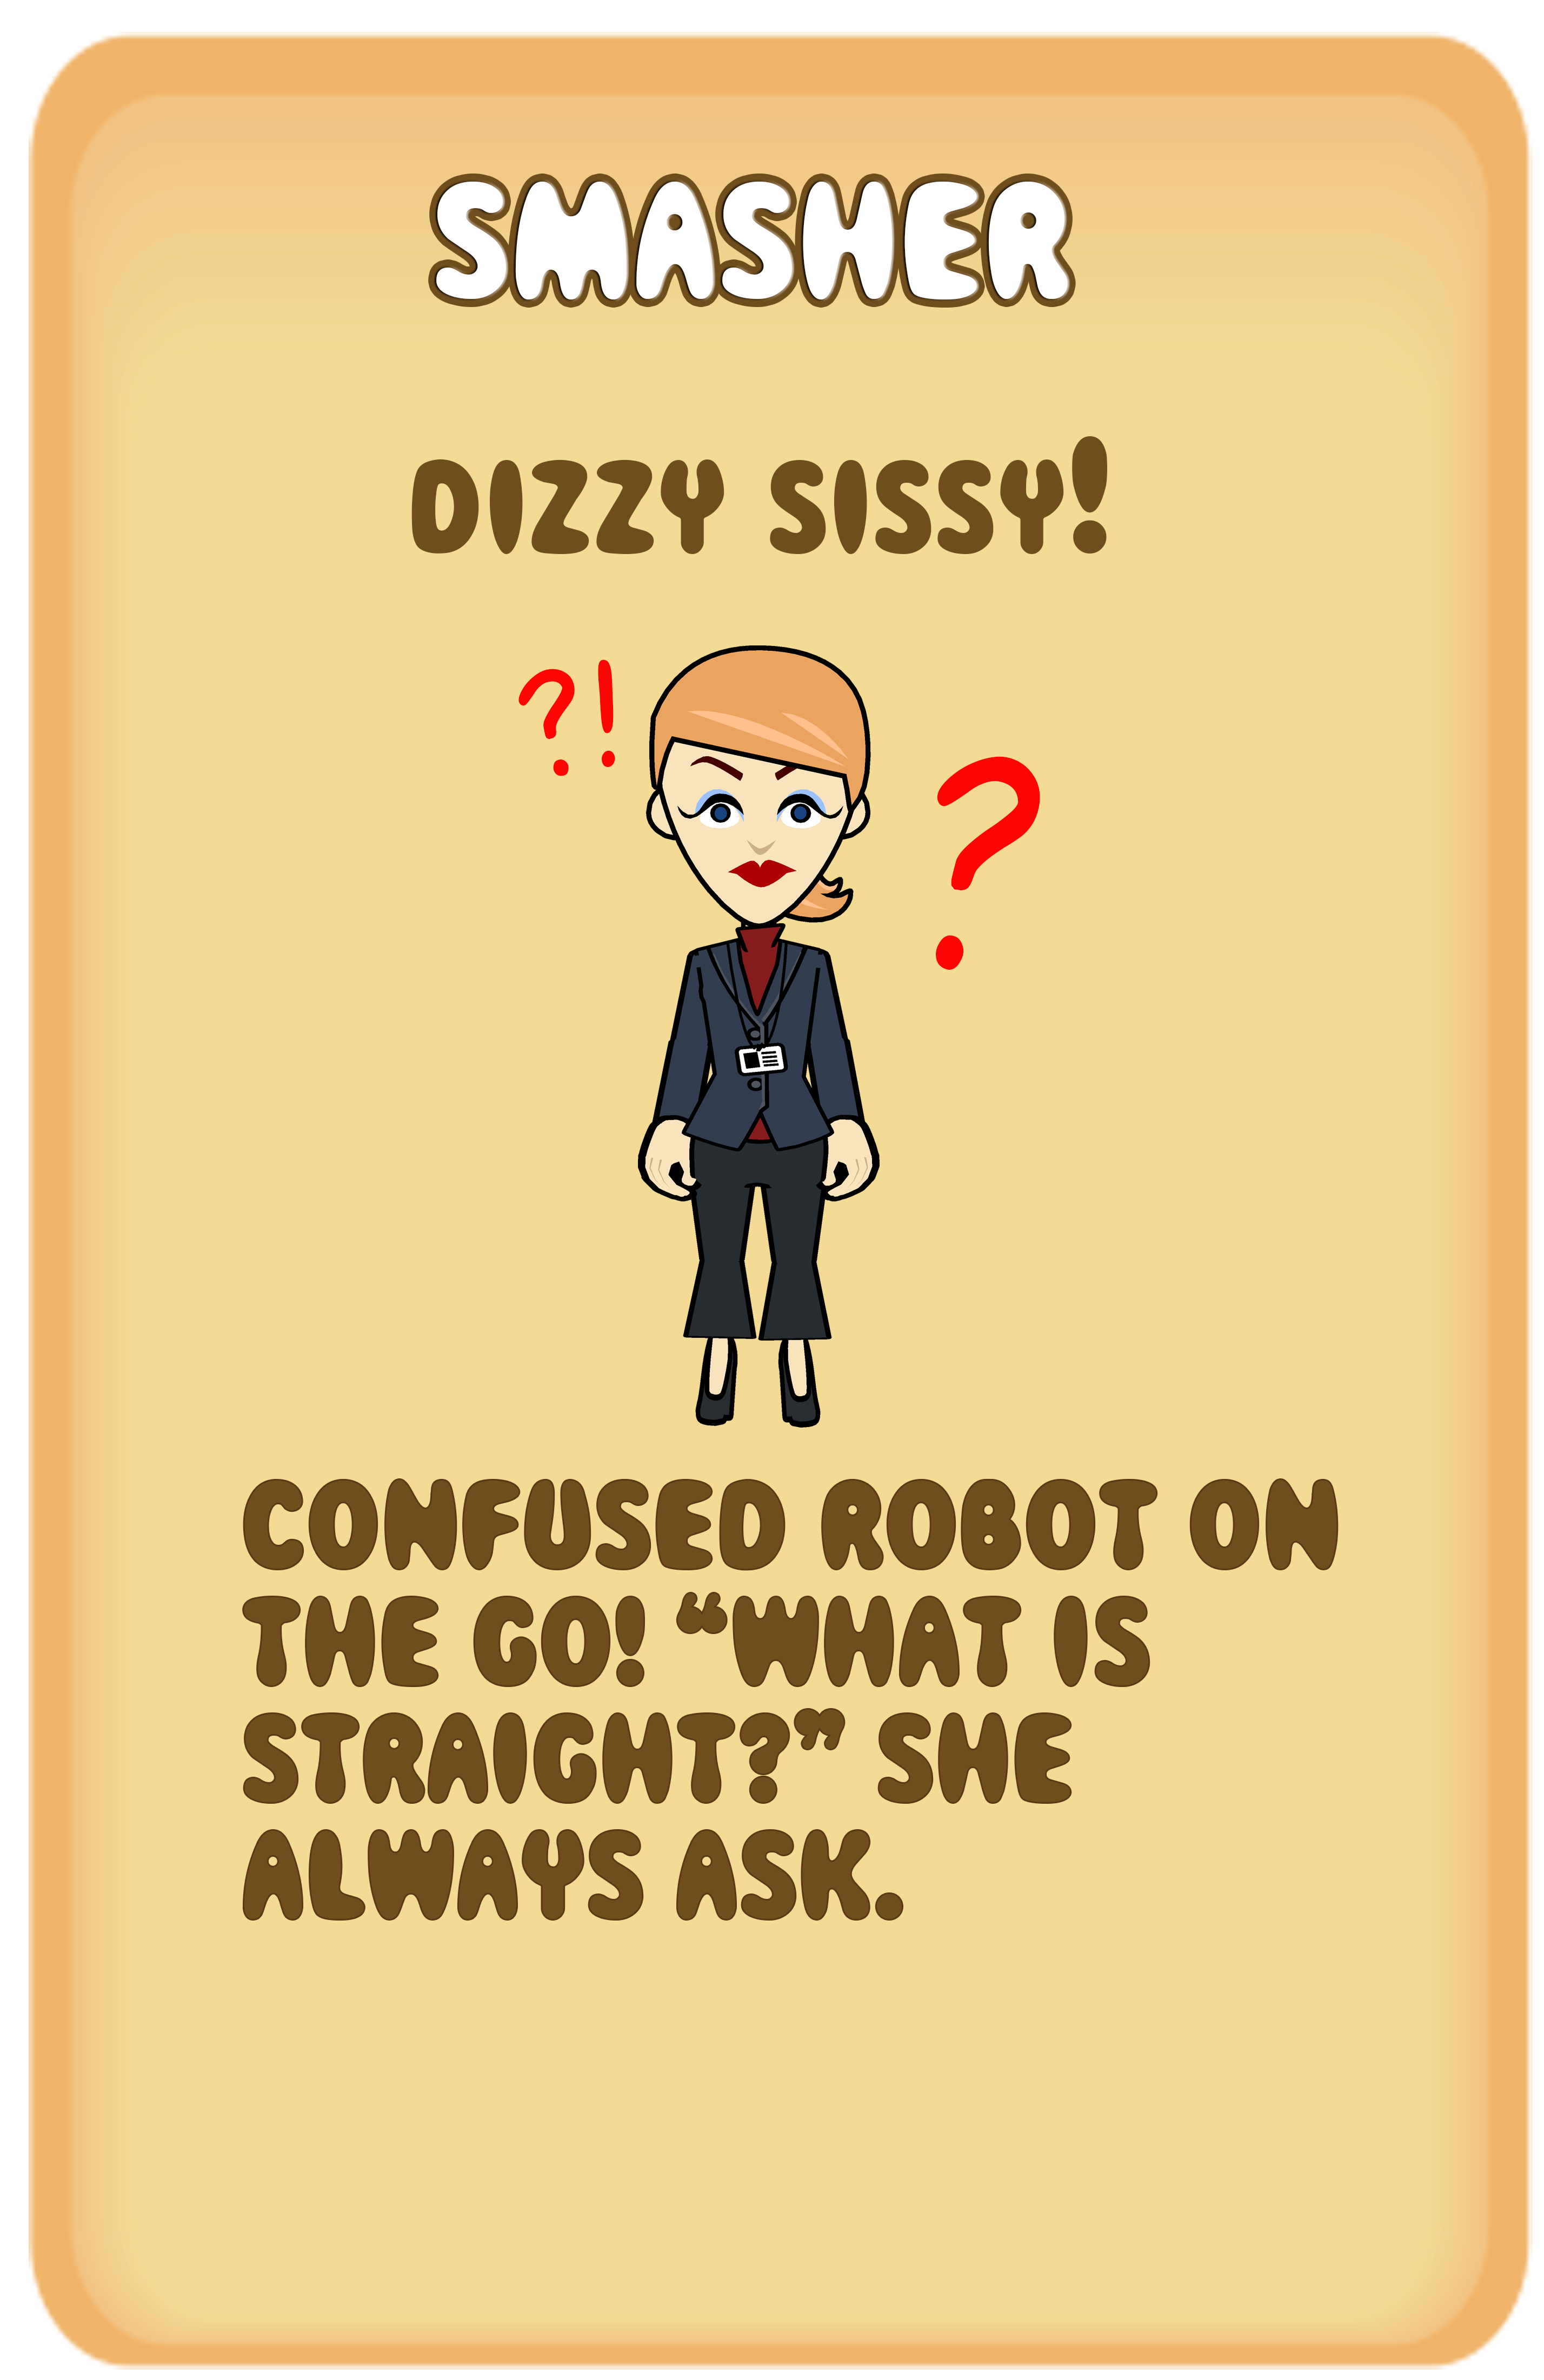 SMASHER
DIZZY SISSY!
?!
?
CONFUSED ROBOT ON
THE GO! “WHAT IS
STRAIGHT?” SHE
ALWAYS ASK.